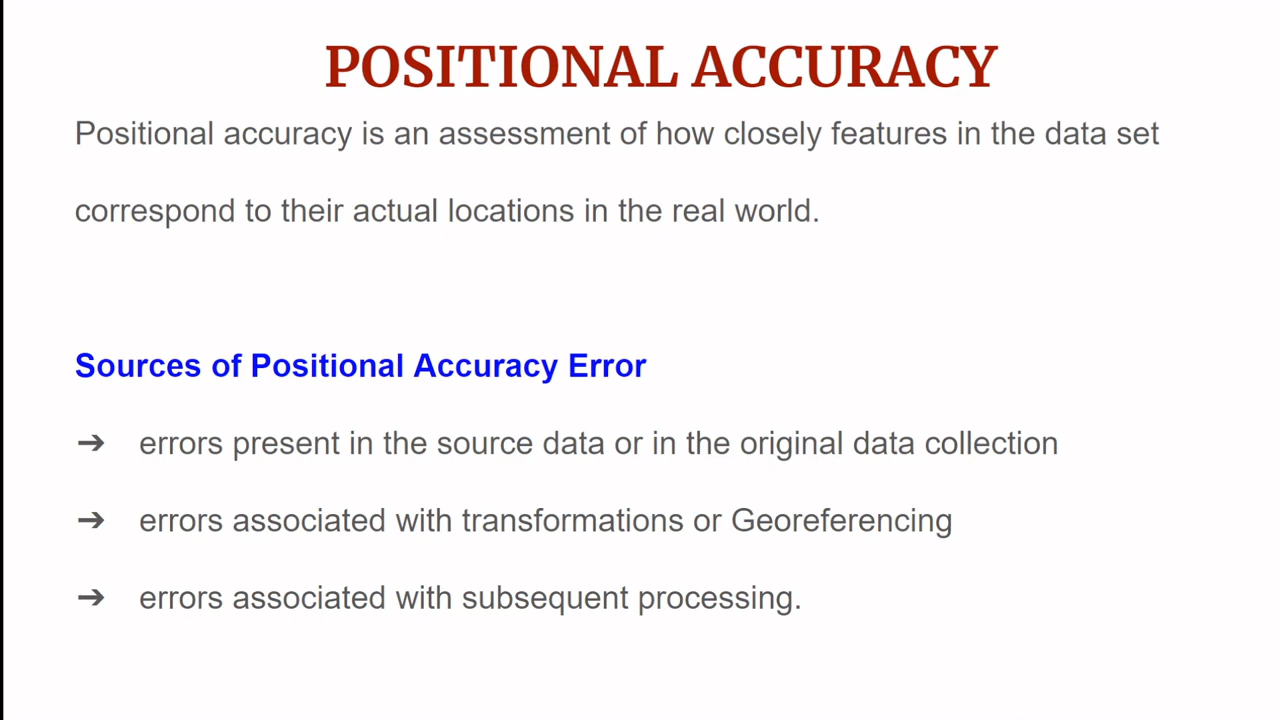 POSITIONAL ACCURACY
Positional accuracy is an assessment of how closely features in the data set
correspond to their actual locations in the real world.
Sources of Positional Accuracy Error
➔ errors present in the source data or in the original data collection
➔ errors associated with transformations or Georeferencing
➔ errors associated with subsequent processing.